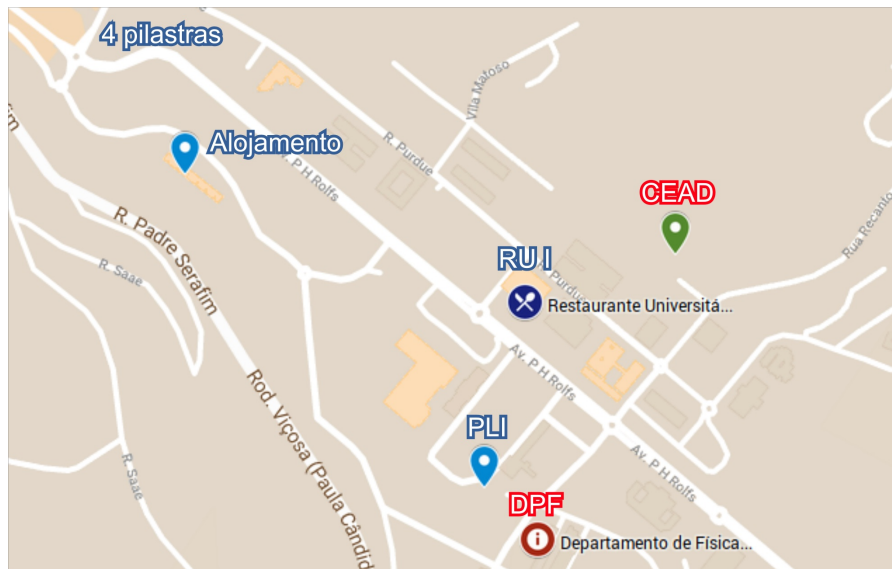 4 pilastras
Alojamento
Vila Mafoso
R. Purdue
CEAD
Rua Recanto
Av. P H Rolfs
R. Padre Serafim
R. Saae
RU I
R. Purdue
Restaurante Universitá...
Av. P H Rolfs
Rod. Viçosa (Paula Cândid
PLI
R. Saae
Av. P H Rolfs
DPF
Departamento de Física...